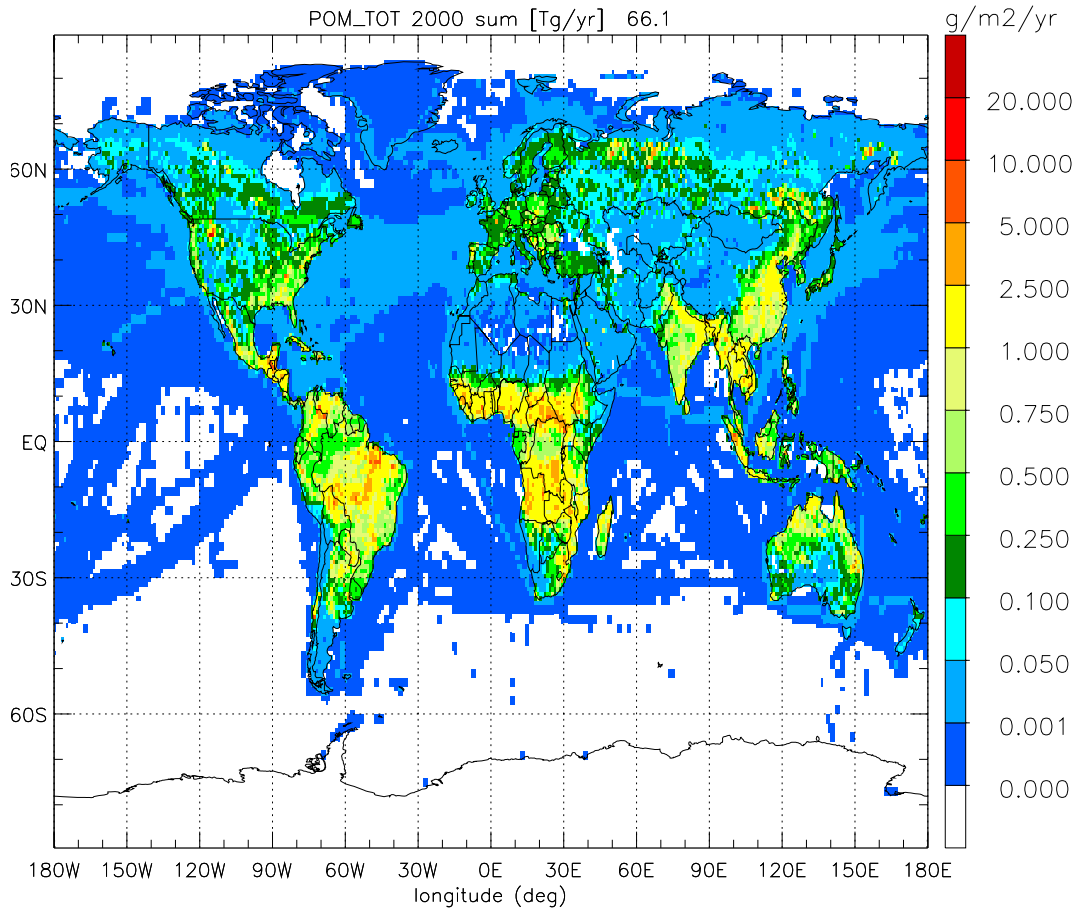 POM_TOT 2000 sum [Tg/yr] 66.1
g/m2/yr
20.000
10.000
5.000
2.500
1.000
0.750
0.500
0.250
0.100
0.050
0.001
0.000
60N
30N
EQ
30S
60S
180W 150W 120W 90W 60W 30W 0E 30E 60E 90E 120E 150E 180E
longitude (deg)